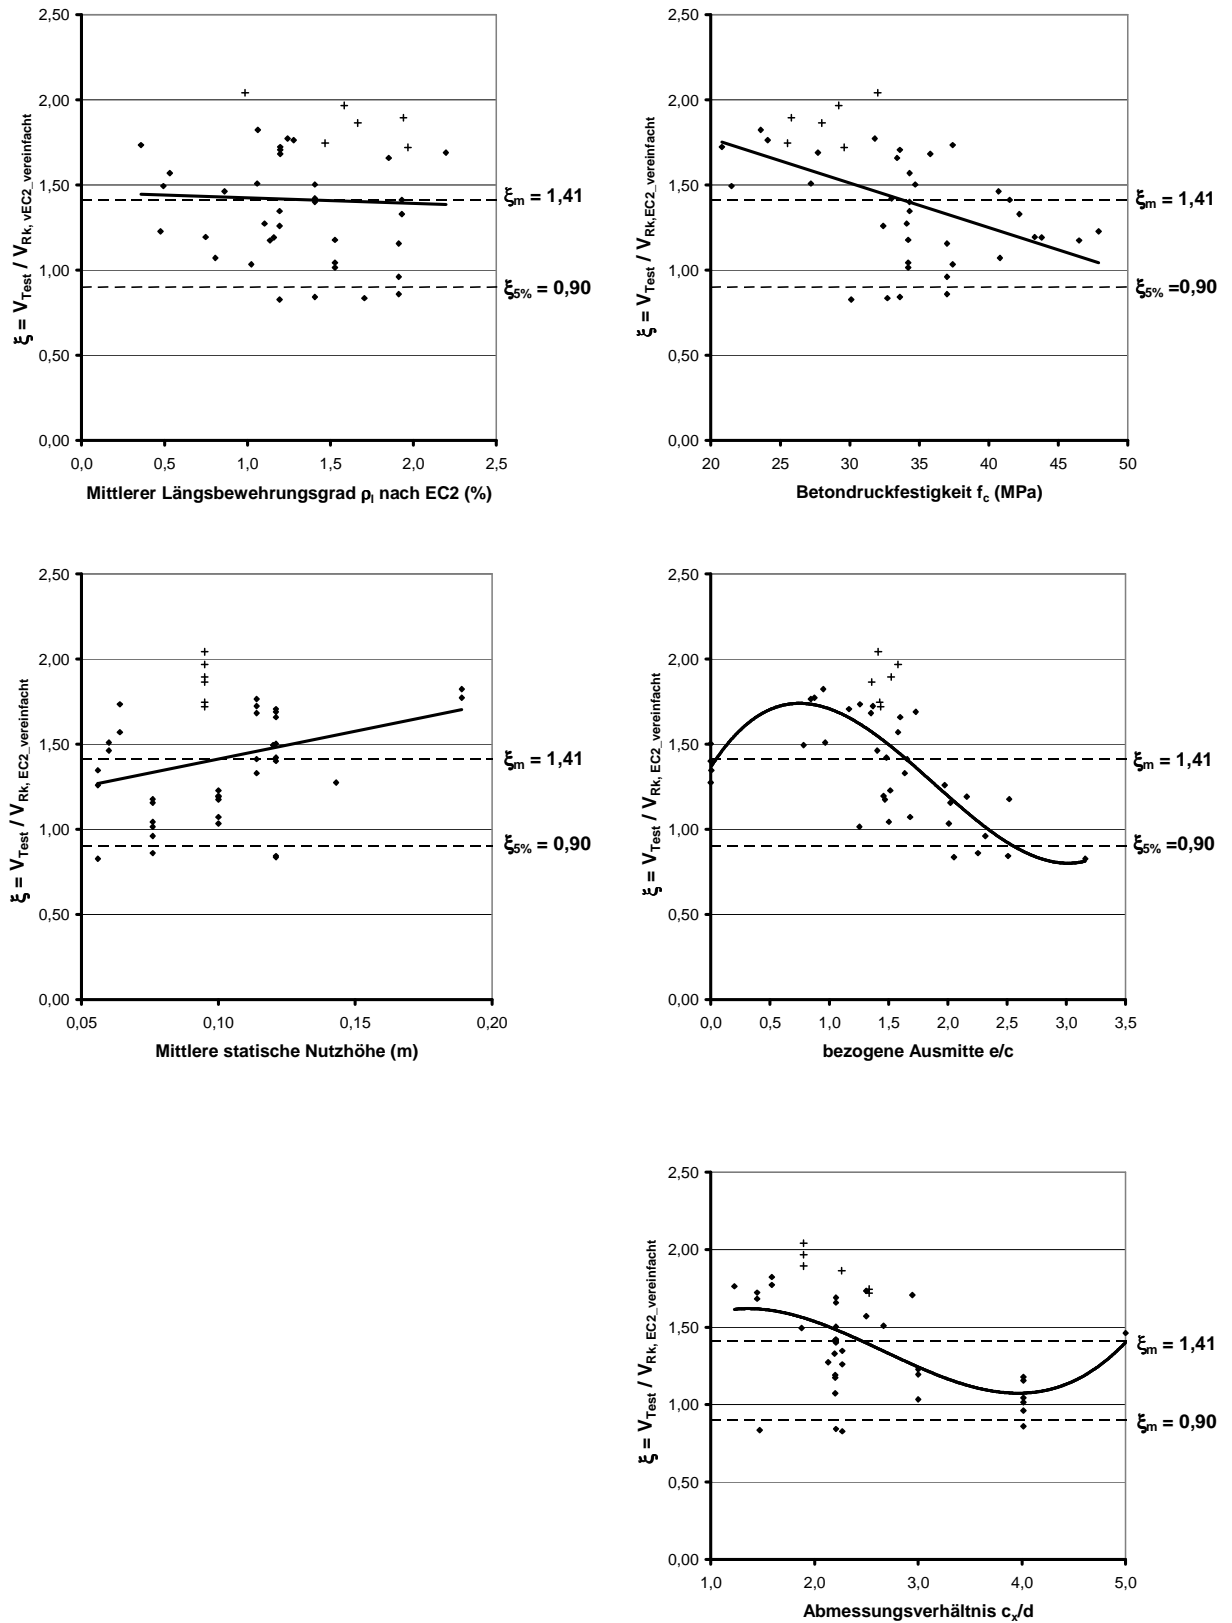 2,50
2,00
1,50
1,00
0,50
0,00
ξ = V_Test / V_Rk, vEC2_vereinfacht
ξm = 1,41
ξ5% = 0,90
0,0 0,5 1,0 1,5 2,0 2,5
Mittlerer Längsbewehrungsgrad ρl nach EC2 (%)
2,50
2,00
1,50
1,00
0,50
0,00
ξ = V_Test / V_Rk,EC2_vereinfacht
ξm = 1,41
ξ5% =0,90
20 25 30 35 40 45 50
Betondruckfestigkeit fc (MPa)
2,50
2,00
1,50
1,00
0,50
0,00
ξ = V_Test / V_Rk, EC2_vereinfacht
ξm = 1,41
ξ5% = 0,90
0,05 0,10 0,15 0,20
Mittlere statische Nutzhöhe (m)
2,50
2,00
1,50
1,00
0,50
0,00
ξ = V_Test / V_Rk, EC2_vereinfacht
ξm = 1,41
ξ5% =0,90
0,0 0,5 1,0 1,5 2,0 2,5 3,0 3,5
bezogene Ausmitte e/c
2,50
2,00
1,50
1,00
0,50
0,00
ξ = V_Test / V_Rk, EC2_vereinfacht
ξm = 1,41
ξm = 0,90
1,0 2,0 3,0 4,0 5,0
Abmessungsverhältnis cx/d